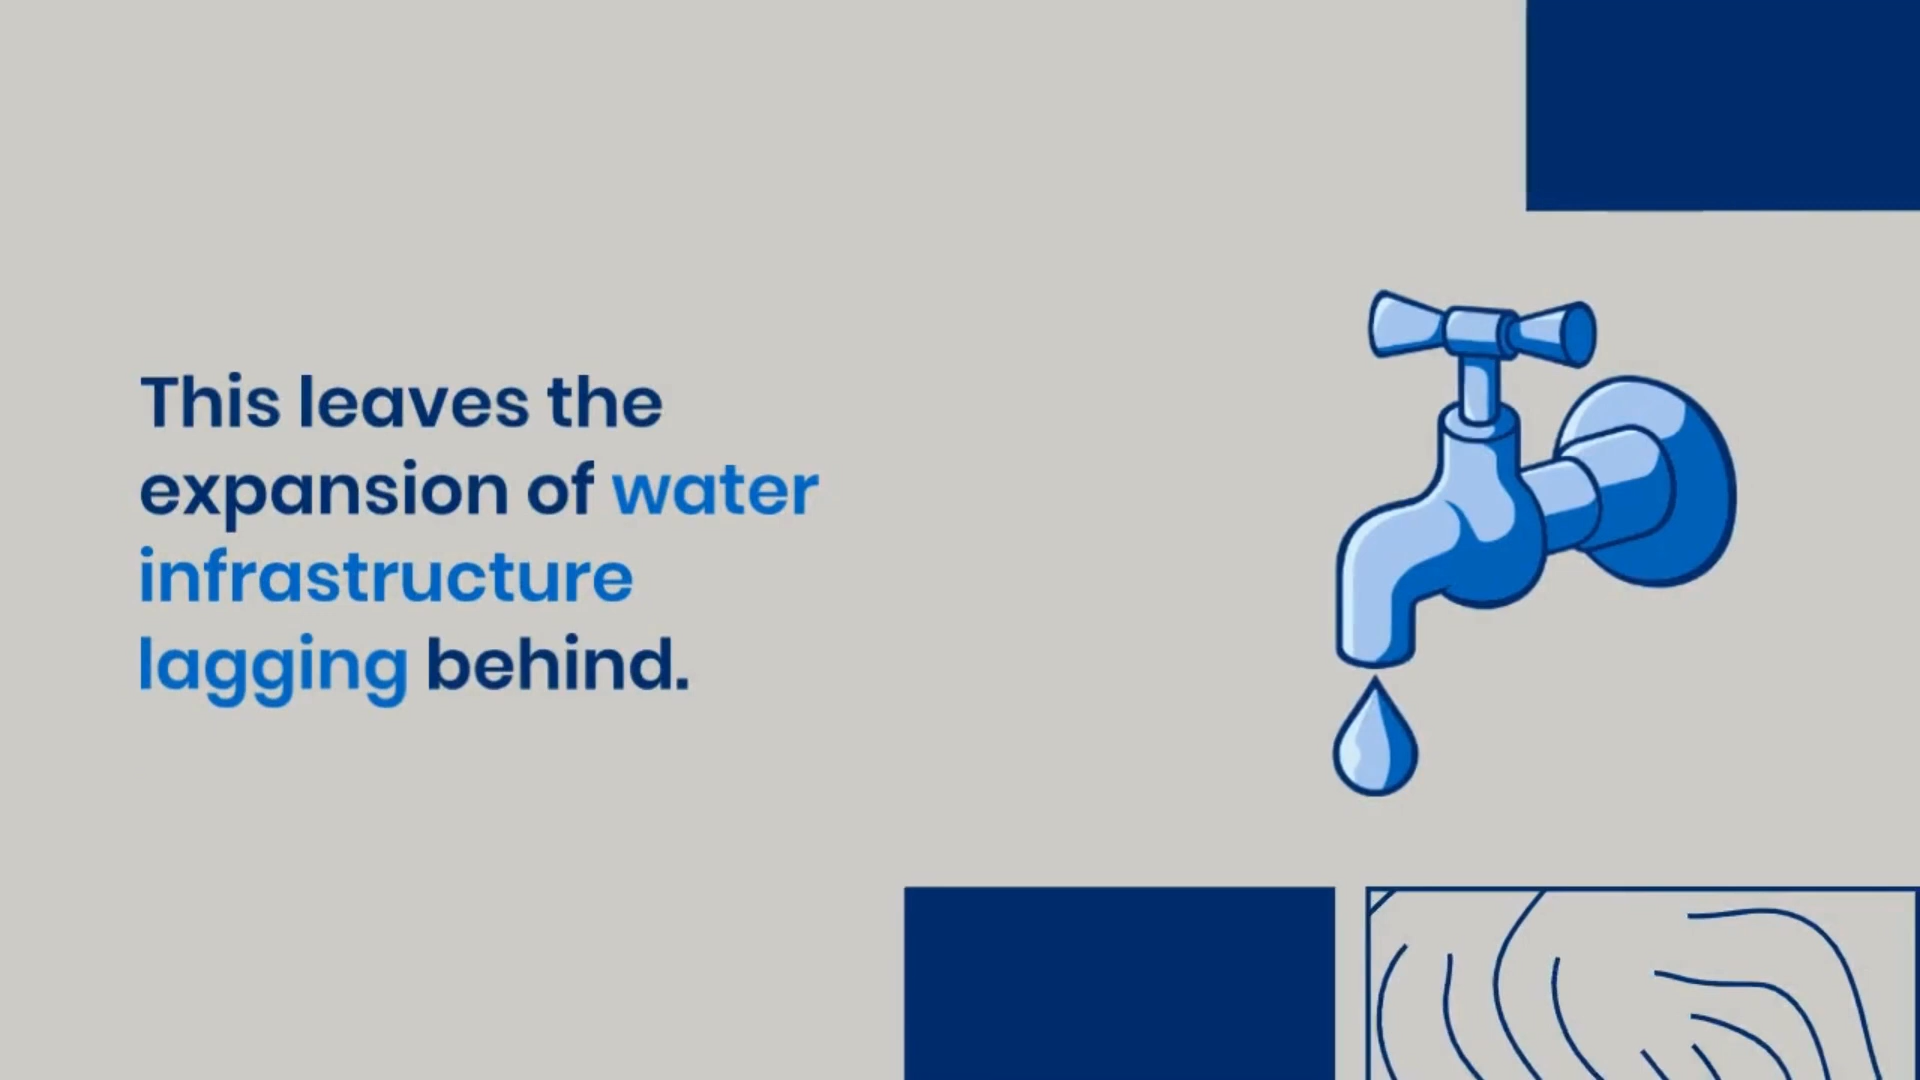 This leaves the
expansion of water
infrastructure
lagging behind.